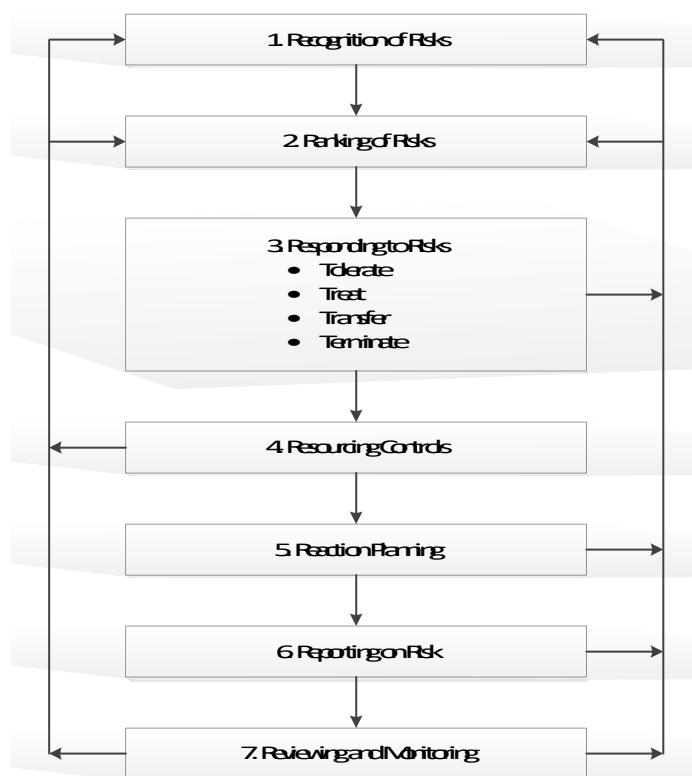 1. Recognition of Risks
2. Ranking of Risks
3. Responding to Risks
● Tolerate
● Treat
● Transfer
● Terminate
4. Resourcing Controls
5. Reaction Planning
6. Reporting on Risk
7. Reviewing and Monitoring